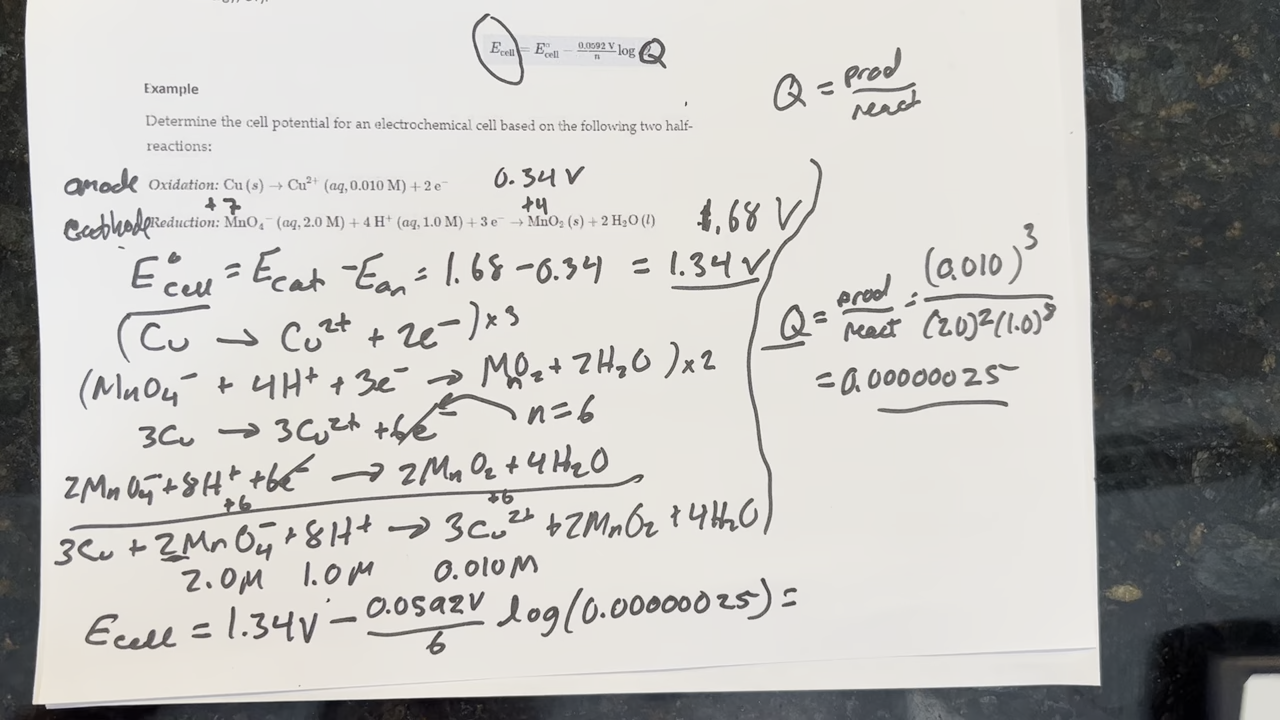 E_cell = E°_cell − 0.0592 V/n log Q
Q = prod/react
Example
Determine the cell potential for an electrochemical cell based on the following two half-
reactions:
0.34 V
anode Oxidation: Cu (s) → Cu²⁺ (aq, 0.010 M) + 2 e⁻
+7 +4
Cathode Reduction: MnO₄⁻ (aq, 2.0 M) + 4 H⁺ (aq, 1.0 M) + 3 e⁻ → MnO₂ (s) + 2 H₂O (l) 1.68 V
E°cell = Ecat - Ean = 1.68 - 0.34 = 1.34 V
(Cu → Cu²⁺ + 2e⁻) x 3
(MnO₄⁻ + 4H⁺ + 3e⁻ → MnO₂ + 2H₂O) x 2
3Cu → 3Cu²⁺ + 6e⁻ n = 6
2MnO₄⁻ + 8H⁺ + 6e⁻ → 2MnO₂ + 4H₂O
+6 +6
3Cu + 2MnO₄⁻ + 8H⁺ → 3Cu²⁺ + 2MnO₂ + 4H₂O
2.0M 1.0M 0.010M
Ecell = 1.34V - 0.0592V/6 log(0.00000025) =
Q = prod/react = (0.010)³/(2.0)²(1.0)⁸
= 0.00000025